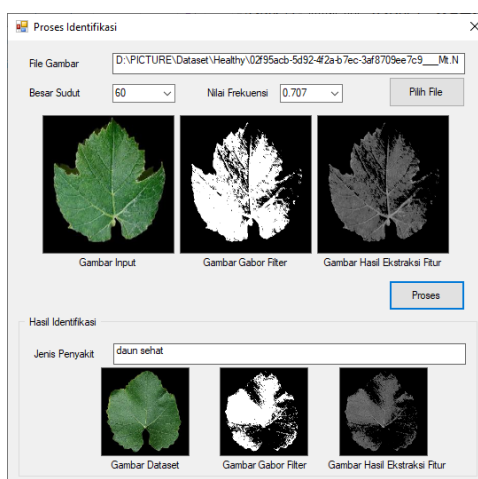 Proses Identifikasi
File Gambar D:\PICTURE\Dataset\Healthy\02f95acb-5d92-4f2a-b7ec-3af8709ee7c9___Mt.N
Besar Sudut 60 Nilai Frekuensi 0.707 Pilih File
Gambar Input Gambar Gabor Filter Gambar Hasil Ekstraksi Fitur
Proses
Hasil Identifikasi
Jenis Penyakit daun sehat
Gambar Dataset Gambar Gabor Filter Gambar Hasil Ekstraksi Fitur